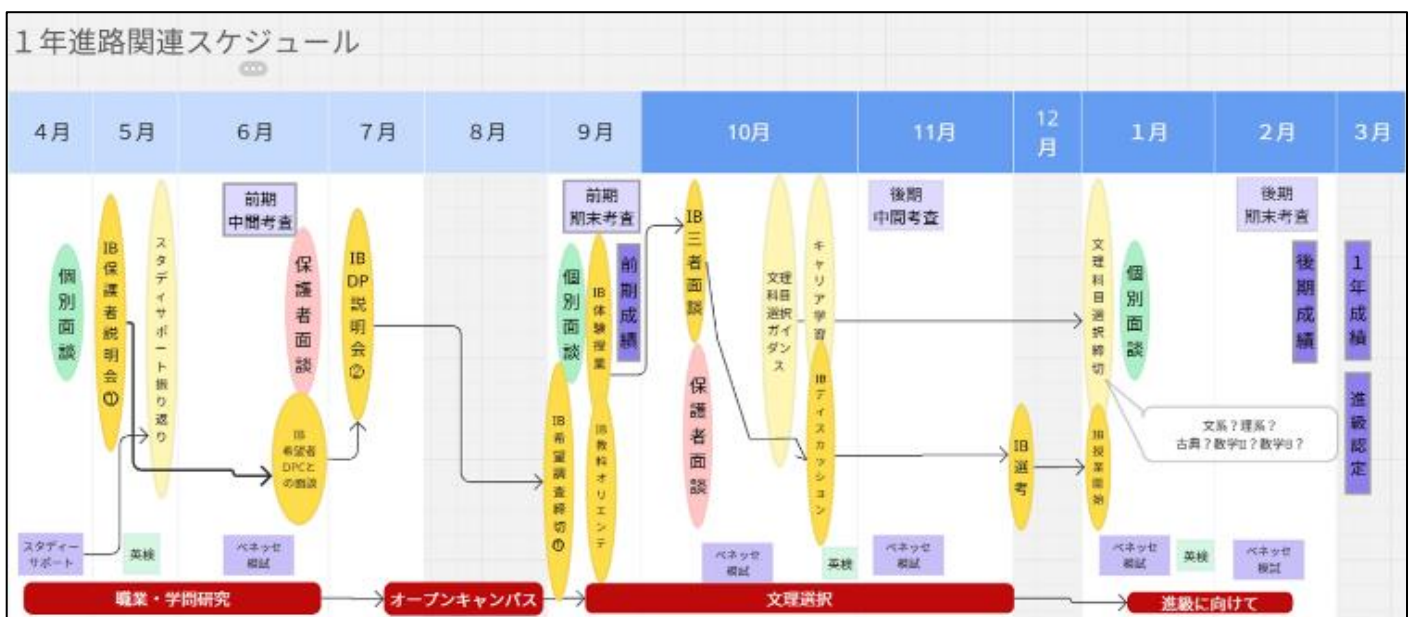 １年進路関連スケジュール
4月
5月
6月
7月
8月
9月
10月
11月
12
月
1月
2月
3月
前期
中間考査
前期
期末考査
後期
中間考査
後期
期末考査
個別面談
IB保護者説明会①
スタディサポート振り返り
保護者面談
IB
希望者
DPCと
の面談
IB
DP
説明会②
個別面談
IB体験授業
前期成績
IB希望調査締切①
IB教科オリエンテ
IB三者面談
保護者面談
文理
科目
選択
ガイ
ダンス
キャリア学習
IBディスカッション
IB選考
文理科目選択締切
IB授業開始
個別面談
文系？理系？
古典？数学Ⅱ？数学B？
後期成績
1年成績
進級認定
スタディー
サポート
英検
ベネッセ
模試
ベネッセ
模試
英検
ベネッセ
模試
ベネッセ
模試
英検
ベネッセ
模試
職業・学問研究
オープンキャンパス
文理選択
進級に向けて